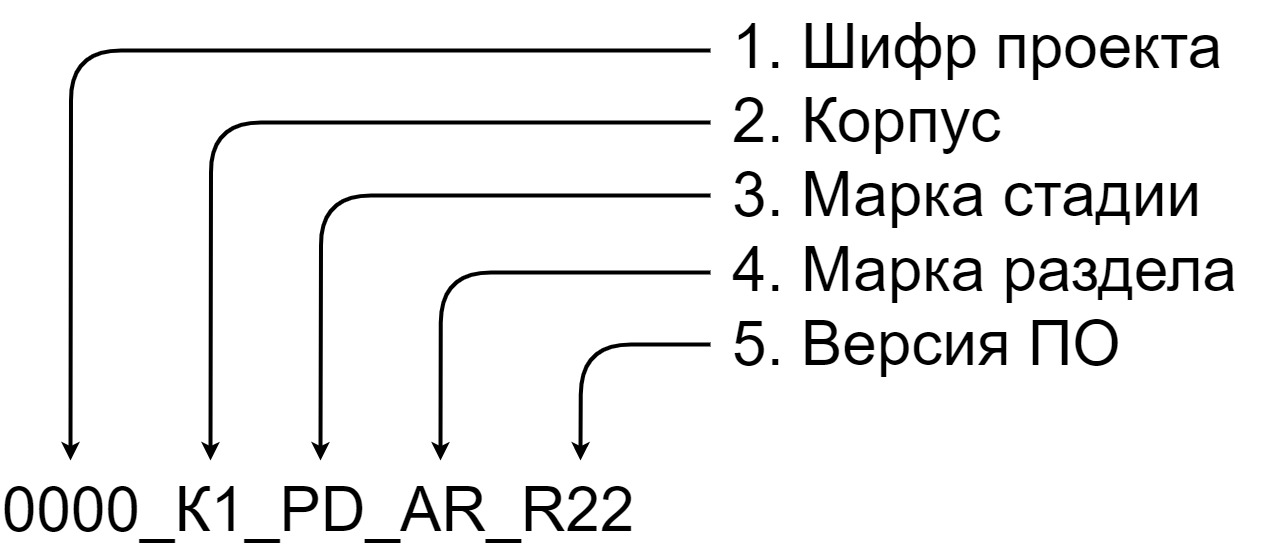 1. Шифр проекта
2. Корпус
3. Марка стадии
4. Марка раздела
5. Версия ПО
0000_К1_PD_AR_R22